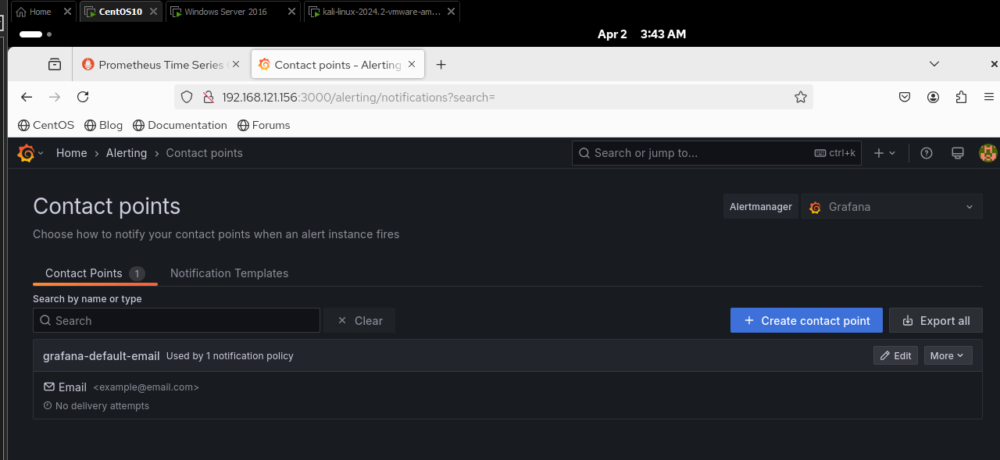 Home CentOS10 Windows Server 2016 kali-linux-2024.2-vmware-am...
Apr 2 3:43 AM
Prometheus Time Series Contact points - Alerting
192.168.121.156:3000/alerting/notifications?search=
CentOS Blog Documentation Forums
Home › Alerting › Contact points Search or jump to... ctrl+k
Contact points
Alertmanager Grafana
Choose how to notify your contact points when an alert instance fires
Contact Points 1 Notification Templates
Search by name or type
Search Clear Create contact point Export all
grafana-default-email Used by 1 notification policy Edit More
Email <example@email.com>
No delivery attempts